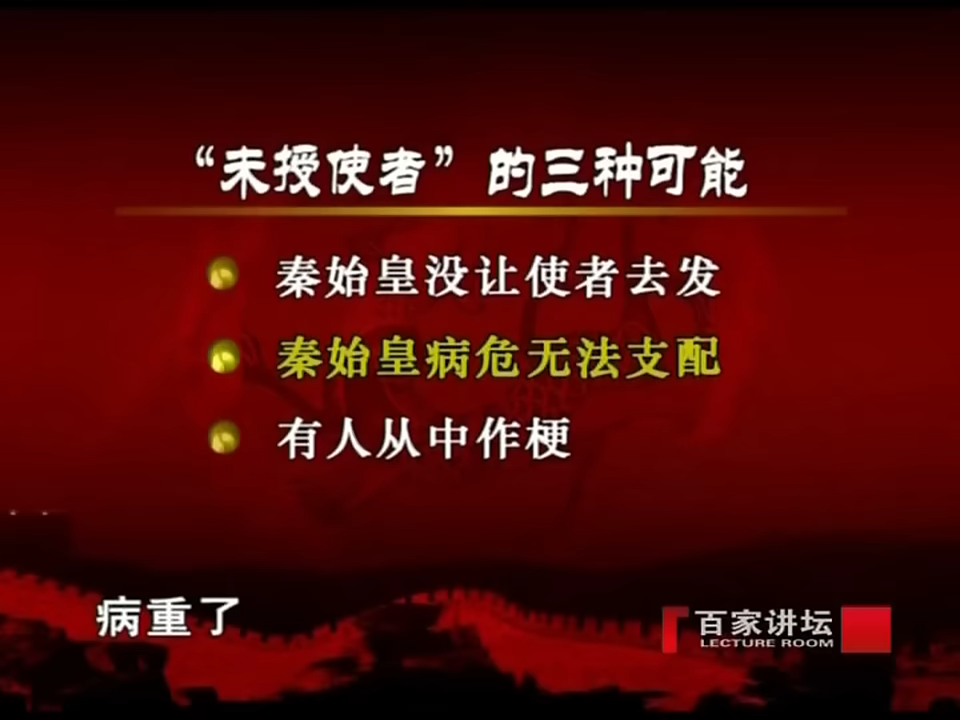 “未授使者”的三种可能
秦始皇没让使者去发
秦始皇病危无法支配
有人从中作梗
病重了
百家讲坛
LECTURE ROOM